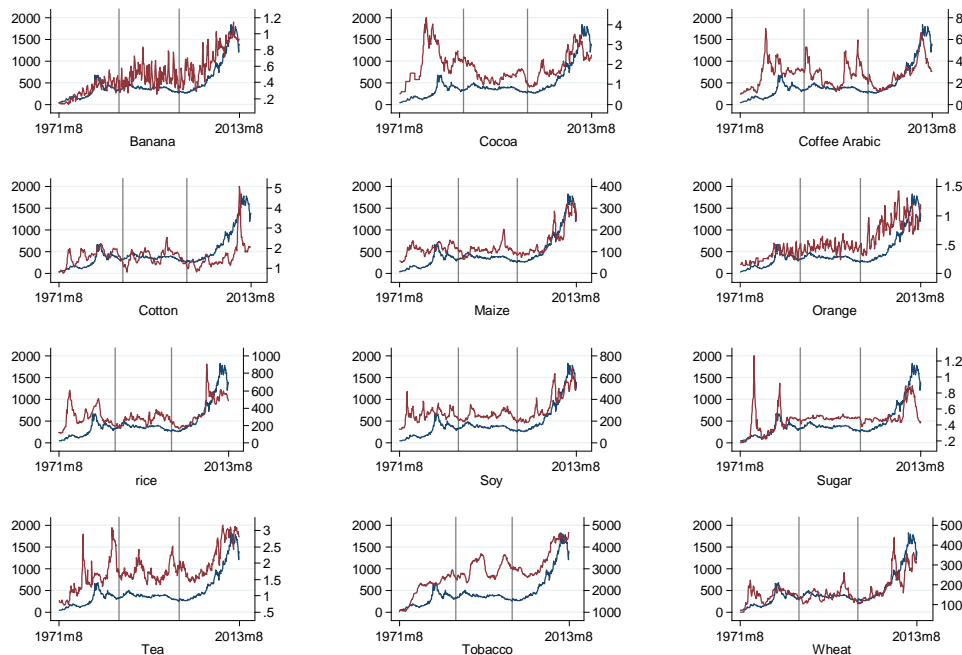 2000 1500 1000 500 0 1.2 1 .8 .6 .4 .2 1971m8 2013m8 Banana
2000 1500 1000 500 0 4 3 2 1 0 1971m8 2013m8 Cocoa
2000 1500 1000 500 0 8 6 4 2 0 1971m8 2013m8 Coffee Arabic
2000 1500 1000 500 0 5 4 3 2 1 1971m8 2013m8 Cotton
2000 1500 1000 500 0 400 300 200 100 0 1971m8 2013m8 Maize
2000 1500 1000 500 0 1.5 1 .5 0 1971m8 2013m8 Orange
2000 1500 1000 500 0 1000 800 600 400 200 0 1971m8 2013m8 rice
2000 1500 1000 500 0 800 600 400 200 0 1971m8 2013m8 Soy
2000 1500 1000 500 0 1.2 1 .8 .6 .4 .2 1971m8 2013m8 Sugar
2000 1500 1000 500 0 3 2.5 2 1.5 1 .5 1971m8 2013m8 Tea
2000 1500 1000 500 0 5000 4000 3000 2000 1000 1971m8 2013m8 Tobacco
2000 1500 1000 500 0 500 400 300 200 100 1971m8 2013m8 Wheat